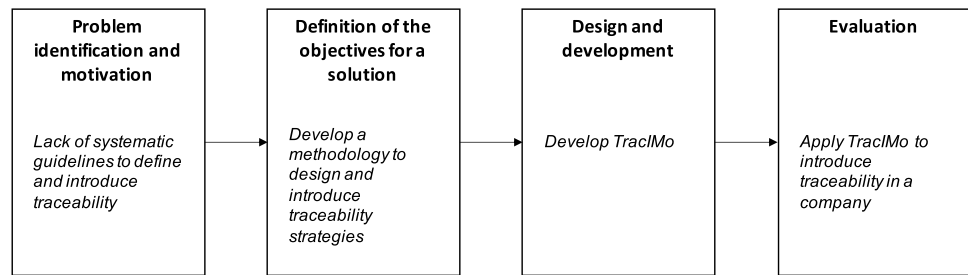 Problem
identification and
motivation
Lack of systematic
guidelines to define
and introduce
traceability
Definition of the
objectives for a
solution
Develop a
methodology to
design and
introduce
traceability
strategies
Design and
development
Develop TracIMo
Evaluation
Apply TracIMo to
introduce
traceability in a
company